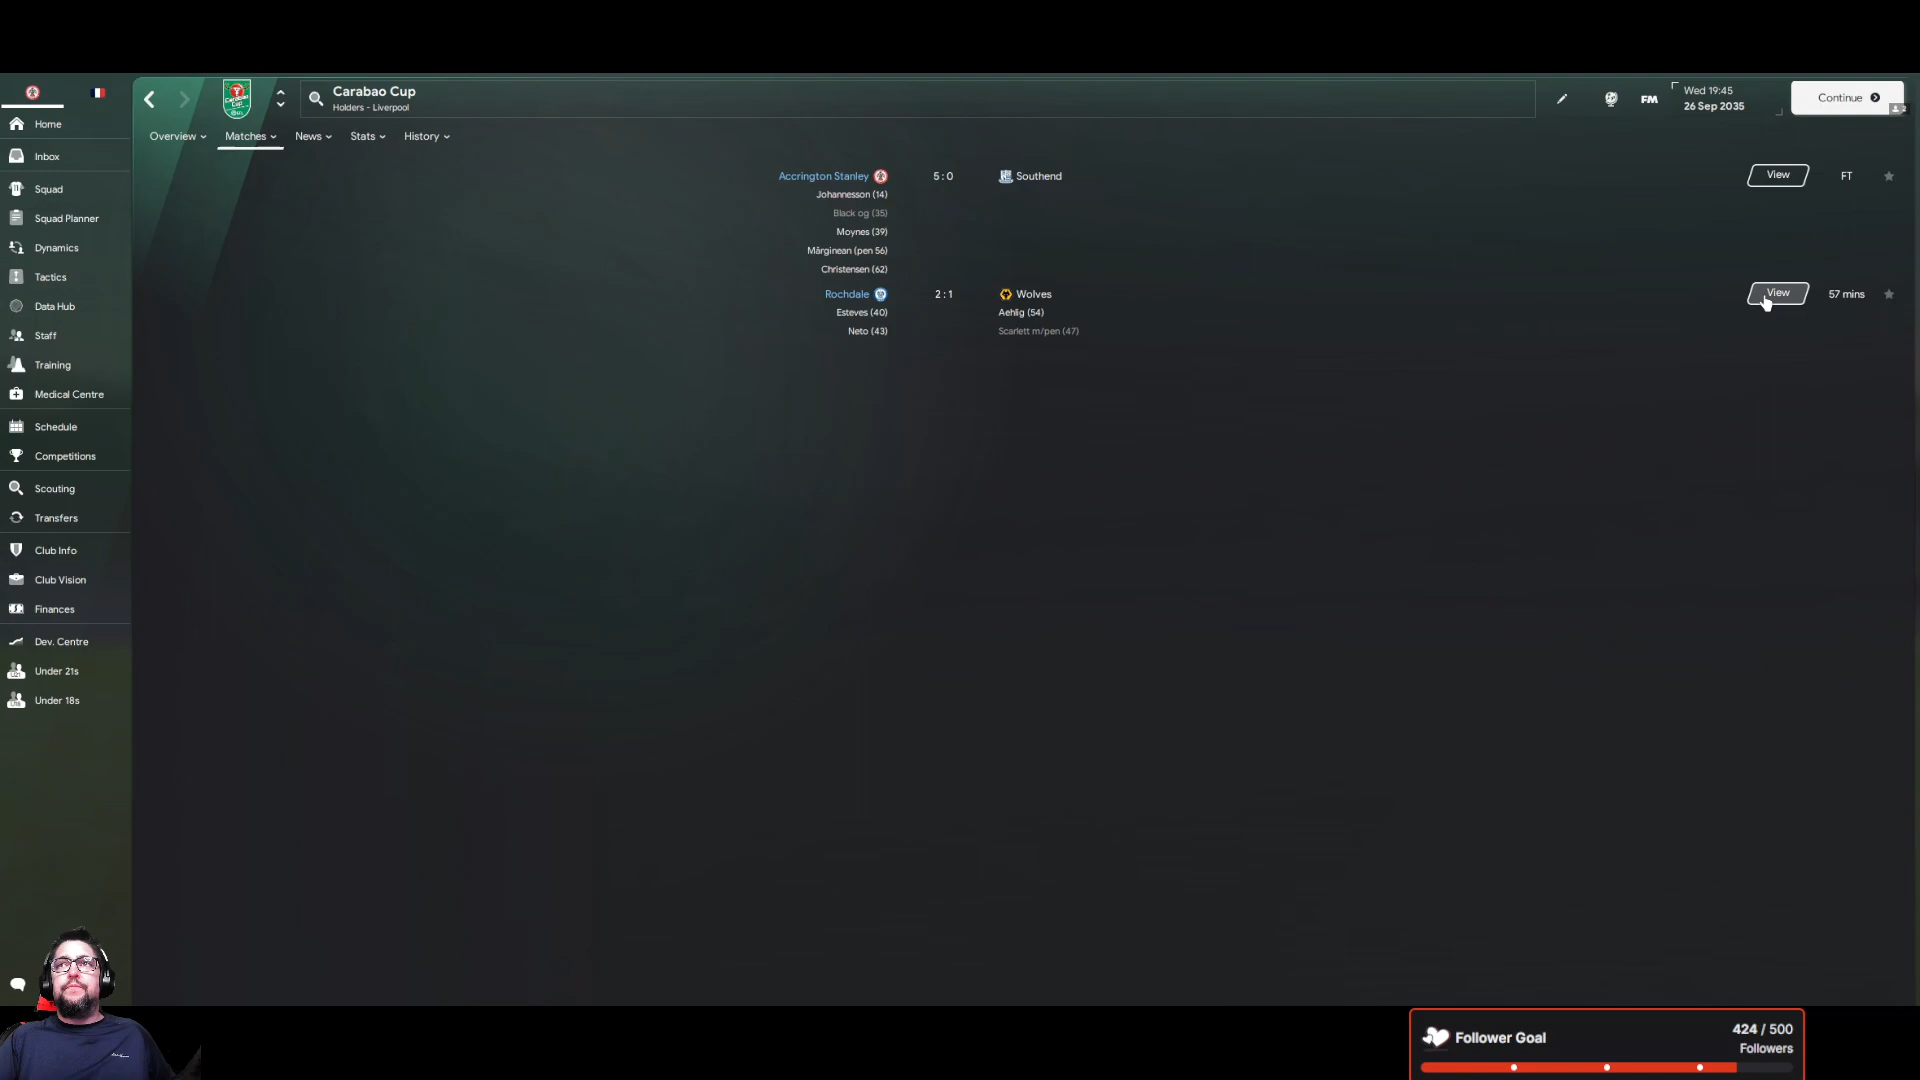 Carabao Cup
Holders - Liverpool
FM
Wed 19:45
26 Sep 2035
Continue
2
Overview
Matches
News
Stats
History
Home
Inbox
Squad
Squad Planner
Dynamics
Tactics
Data Hub
Staff
Training
Medical Centre
Schedule
Competitions
Scouting
Transfers
Club Info
Club Vision
Finances
Dev. Centre
Under 21s
Under 18s
Accrington Stanley 5 : 0 Southend View FT
Johannesson (14)
Black og (35)
Moynes (39)
Mărginean (pen 56)
Christensen (62)
Rochdale 2 : 1 Wolves View 57 mins
Esteves (40) Aehlig (54)
Neto (43) Scarlett m/pen (47)
Follower Goal 424 / 500
Followers